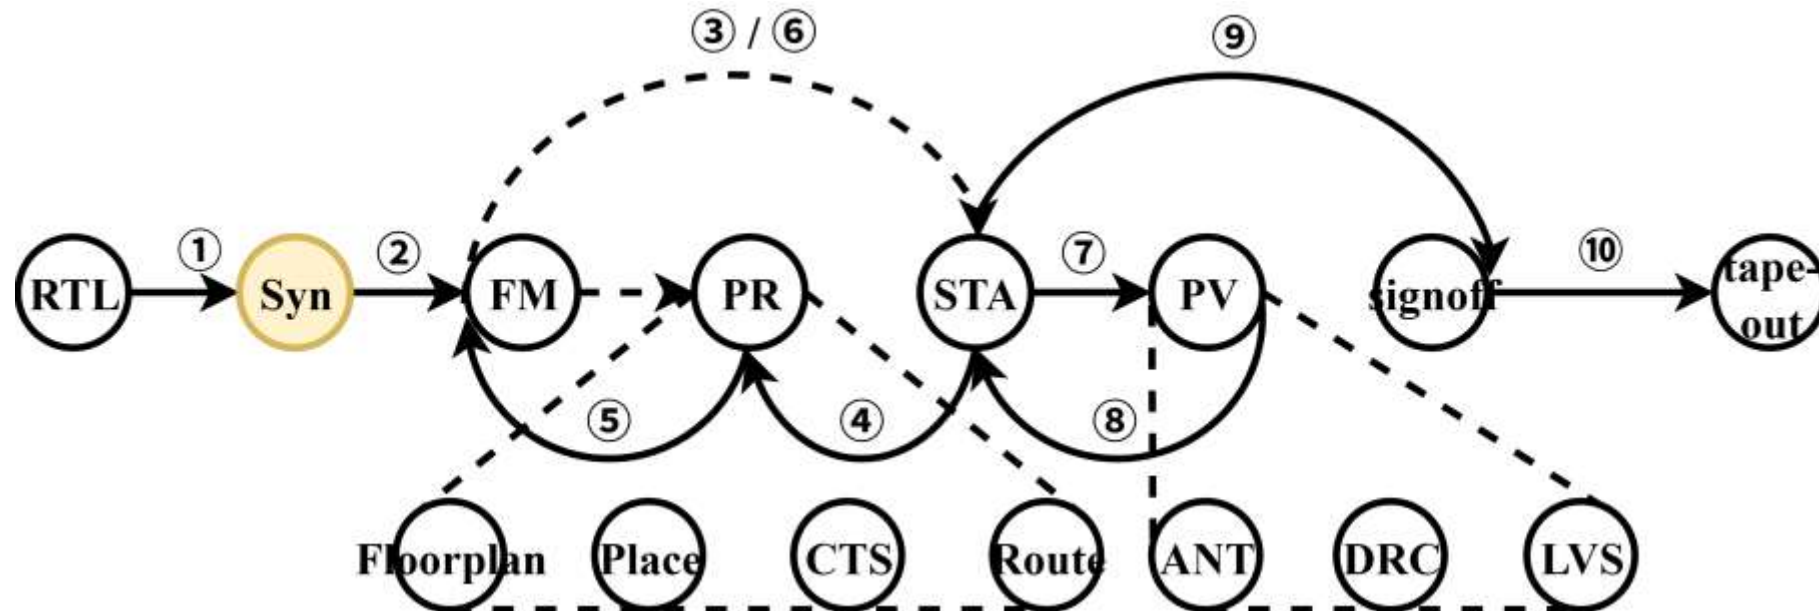 ③ / ⑥
⑨
①
②
⑦
⑩
RTL
Syn
FM
PR
STA
PV
signoff
tape-
out
⑤
④
⑧
Floorplan
Place
CTS
Route
ANT
DRC
LVS